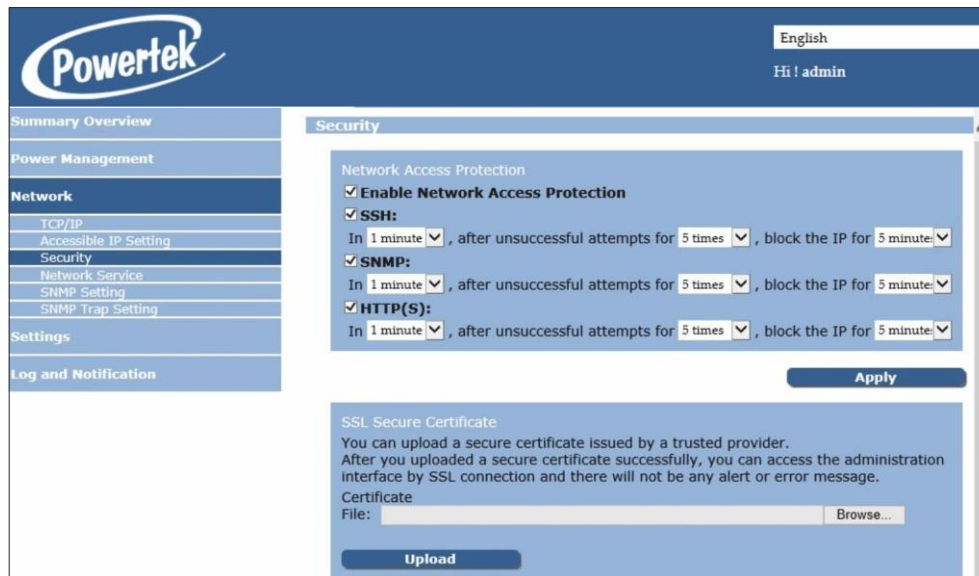 Powertek
English
Hi ! admin
Summary Overview
Power Management
Network
TCP/IP
Accessible IP Setting
Security
Network Service
SNMP Setting
SNMP Trap Setting
Settings
Log and Notification
Security
Network Access Protection
Enable Network Access Protection
SSH:
In 1 minute , after unsuccessful attempts for 5 times , block the IP for 5 minute
SNMP:
In 1 minute , after unsuccessful attempts for 5 times , block the IP for 5 minute
HTTP(S):
In 1 minute , after unsuccessful attempts for 5 times , block the IP for 5 minute
Apply
SSL Secure Certificate
You can upload a secure certificate issued by a trusted provider.
After you uploaded a secure certificate successfully, you can access the administration
interface by SSL connection and there will not be any alert or error message.
Certificate
File: Browse...
Upload